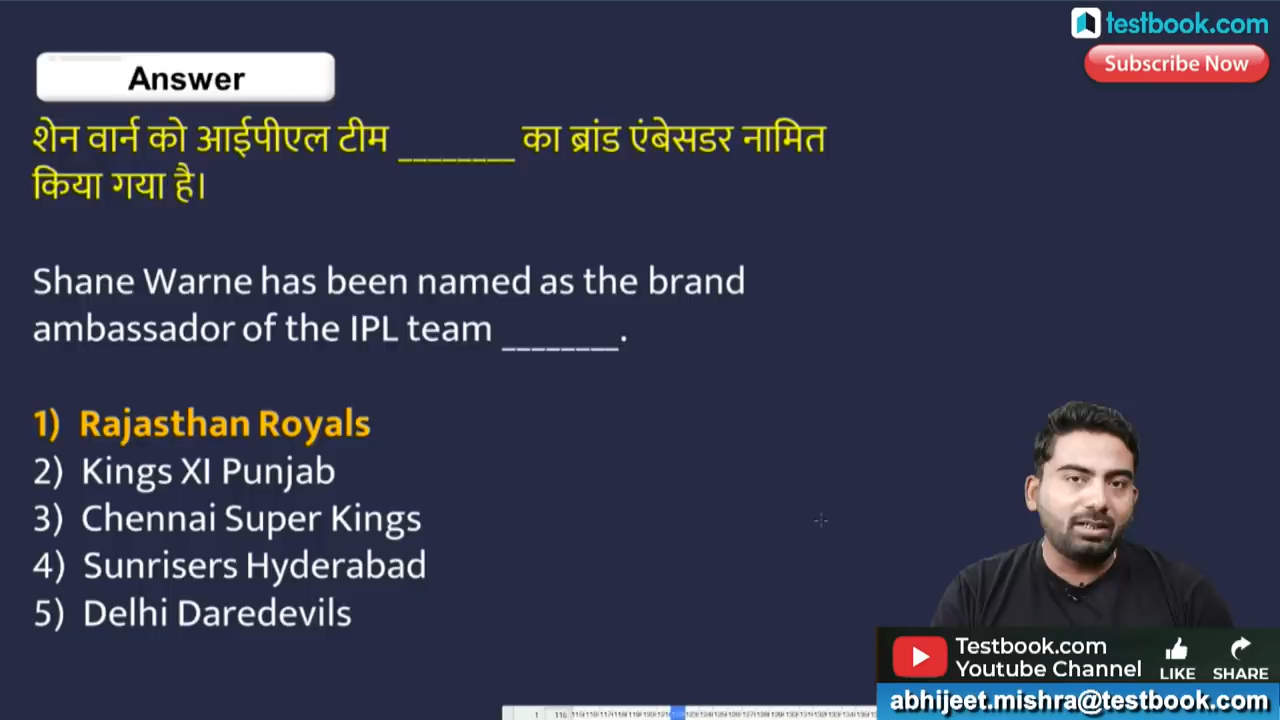 testbook.com
Subscribe Now
Answer
शेन वार्न को आईपीएल टीम ________ का ब्रांड एंबेसडर नामित
किया गया है।
Shane Warne has been named as the brand
ambassador of the IPL team ________.
1) Rajasthan Royals
2) Kings XI Punjab
3) Chennai Super Kings
4) Sunrisers Hyderabad
5) Delhi Daredevils
Testbook.com
Youtube Channel
LIKE
SHARE
abhijeet.mishra@testbook.com